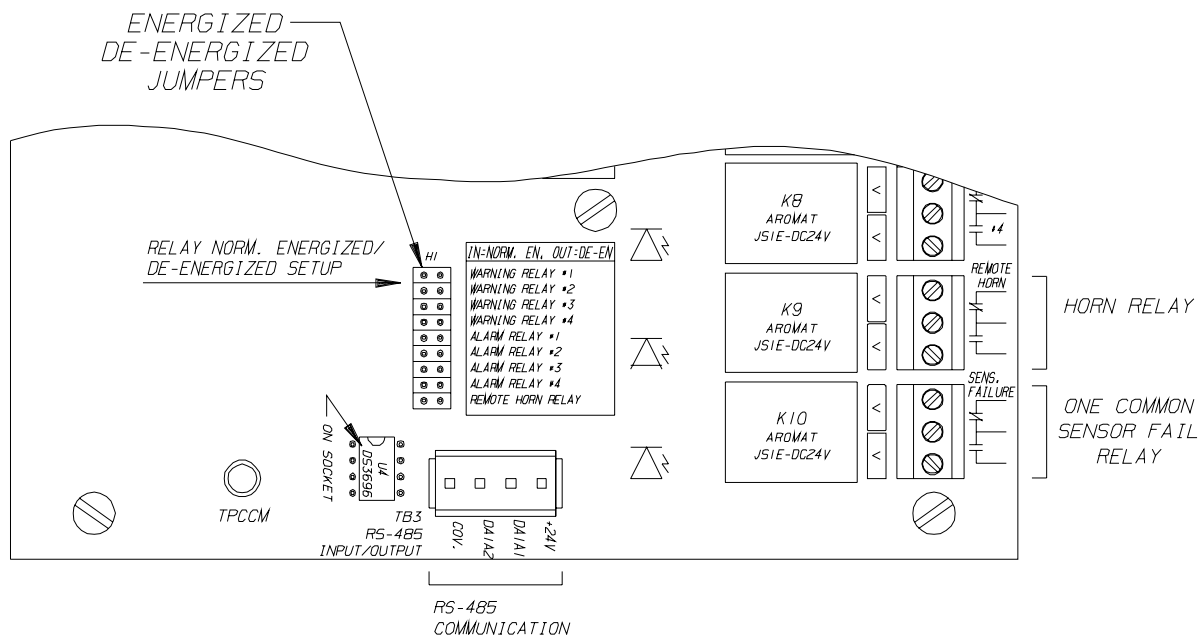 ENERGIZED
DE-ENERGIZED
JUMPERS
RELAY NORM. ENERGIZED/
DE-ENERGIZED SETUP
H1
IN=NORM. EN, OUT=DE-EN
WARNING RELAY #1
WARNING RELAY #2
WARNING RELAY #3
WARNING RELAY #4
ALARM RELAY #1
ALARM RELAY #2
ALARM RELAY #3
ALARM RELAY #4
REMOTE HORN RELAY
K8
AROMAT
JS1E-DC24V
<
<
#4
K9
AROMAT
JS1E-DC24V
<
<
REMOTE
HORN
HORN RELAY
K10
AROMAT
JS1E-DC24V
<
<
SENS.
FAILURE
ONE COMMON
SENSOR FAIL
RELAY
ON SOCKET
U4
DS3696
TPCCM
TB3
RS-485
INPUT/OUTPUT
COV.
DATA2
DATA1
+24V
RS-485
COMMUNICATION